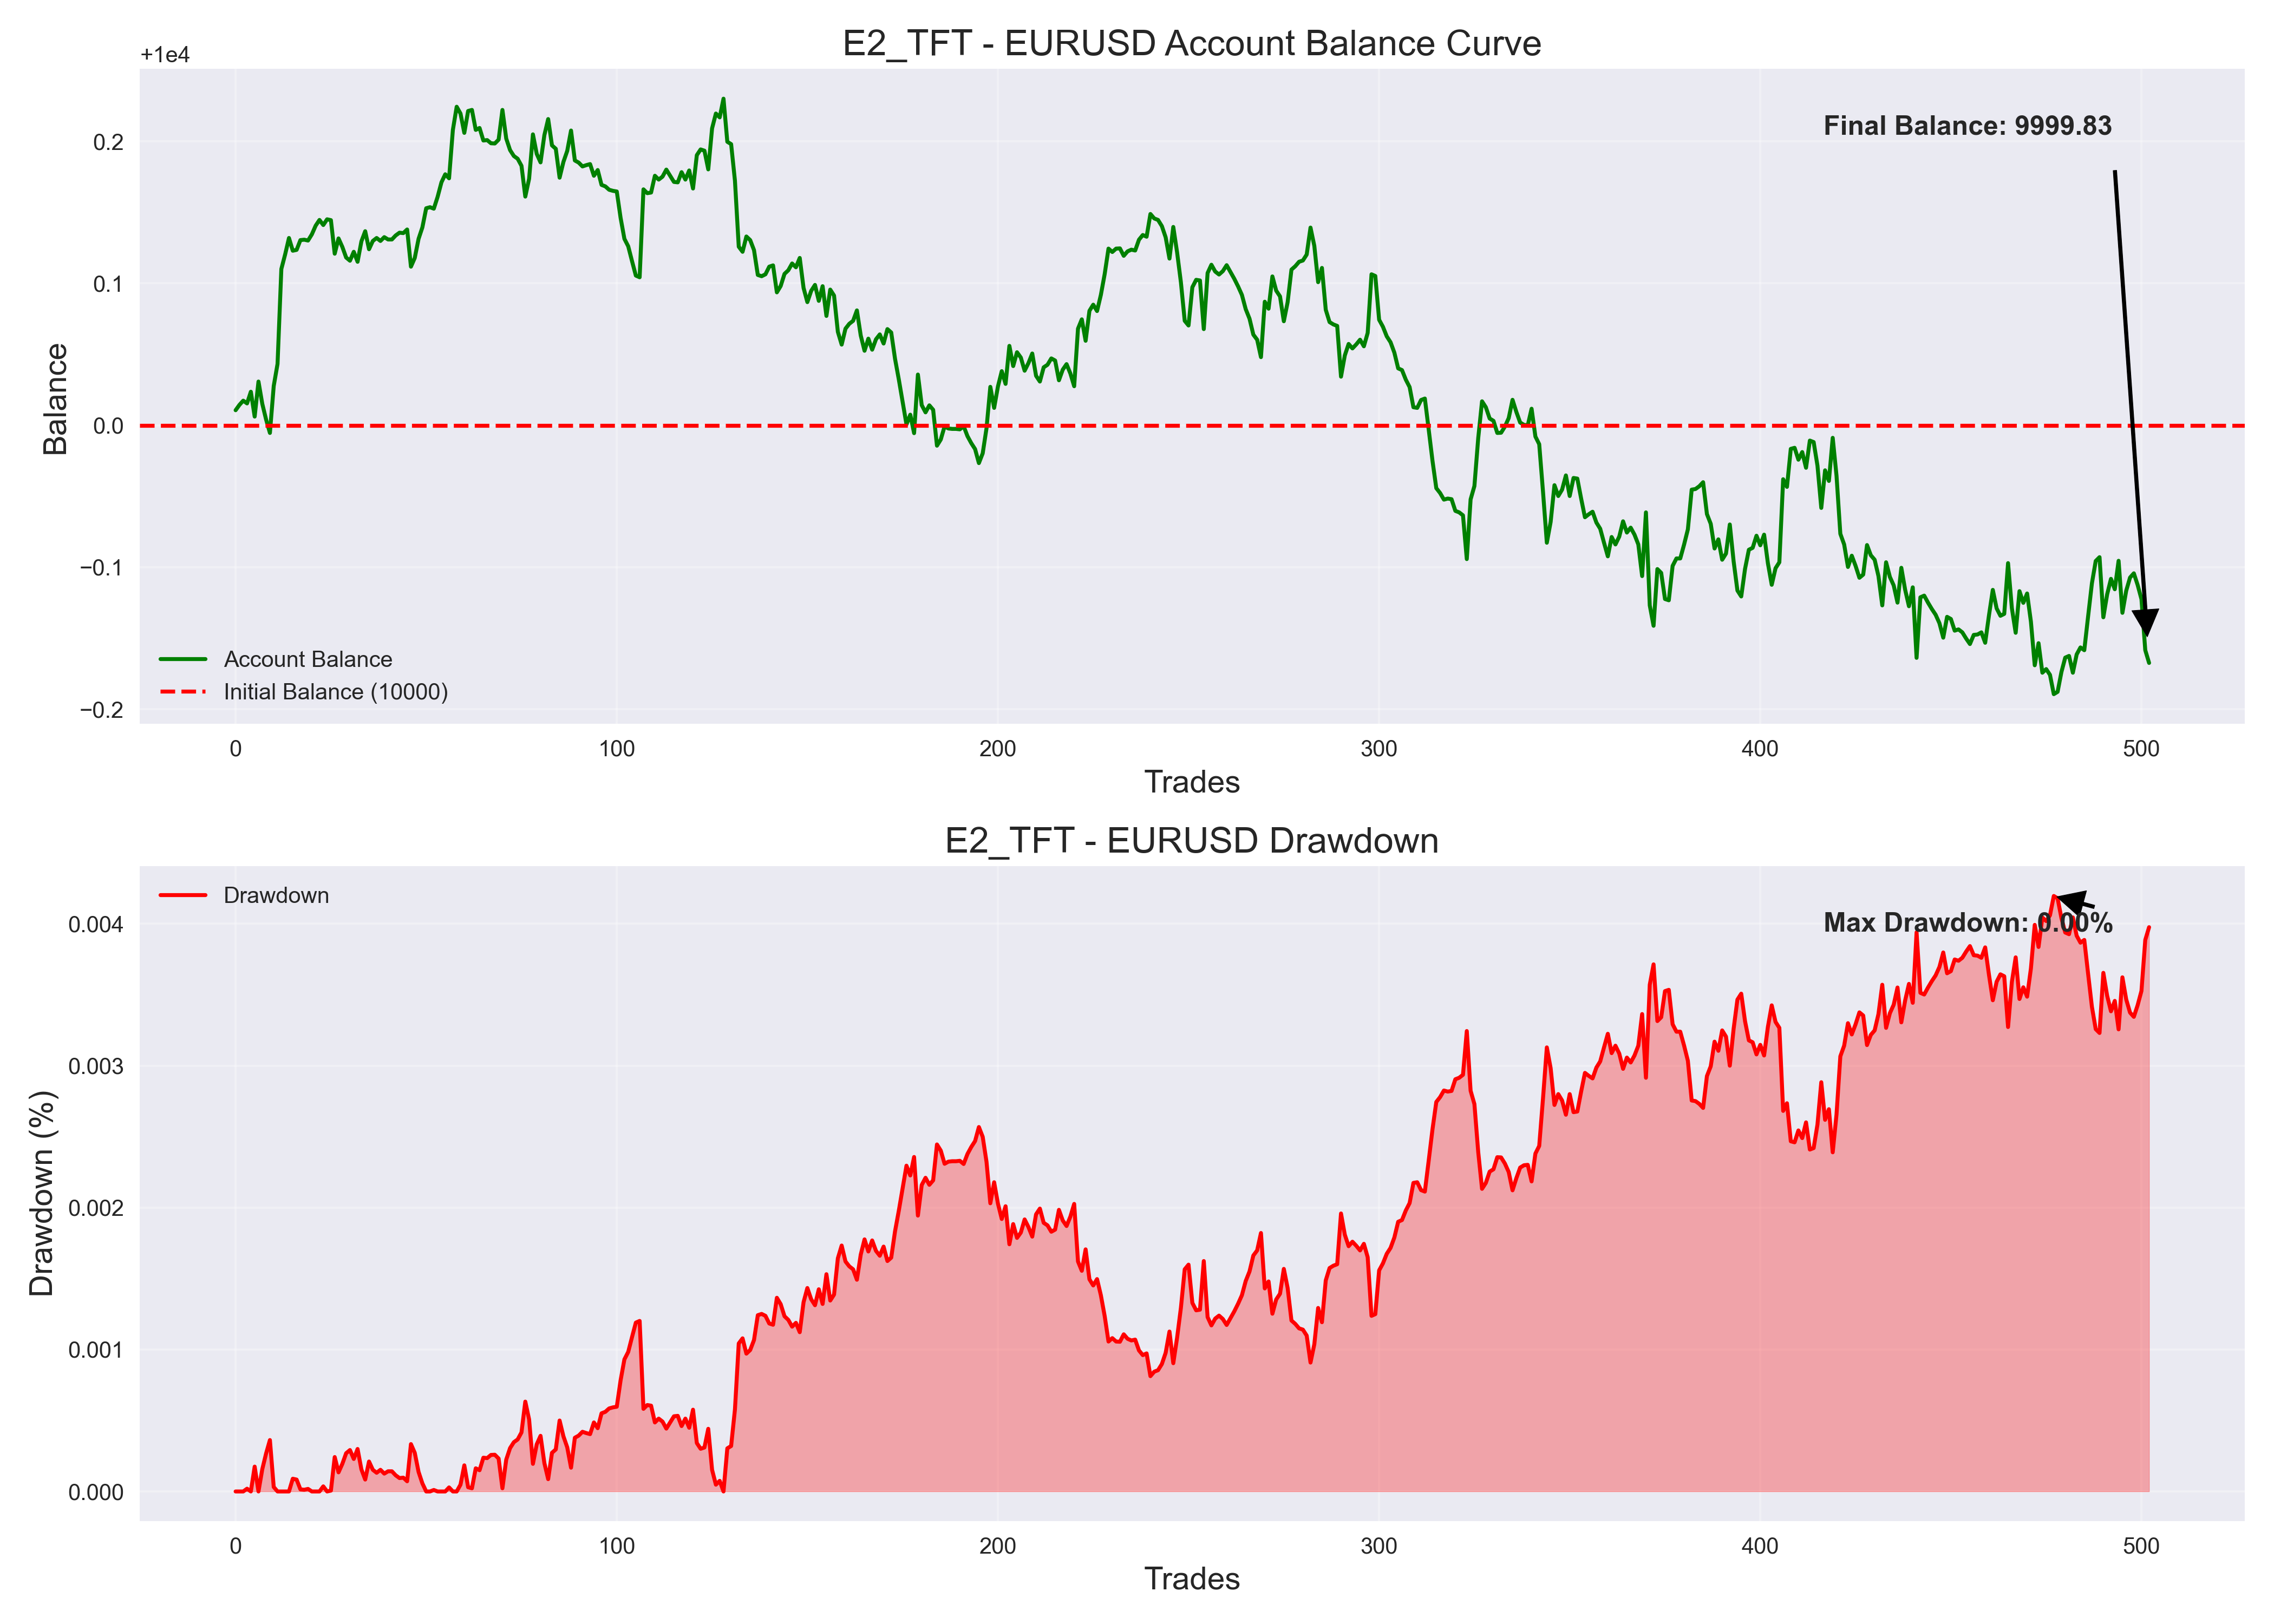 E2_TFT - EURUSD Account Balance Curve
+1e4
Final Balance: 9999.83
0.2
0.1
0.0
−0.1
−0.2
Balance
Account Balance
Initial Balance (10000)
0 100 200 300 400 500
Trades
E2_TFT - EURUSD Drawdown
Drawdown
Max Drawdown: 0.00%
0.004
0.003
0.002
0.001
0.000
Drawdown (%)
0 100 200 300 400 500
Trades